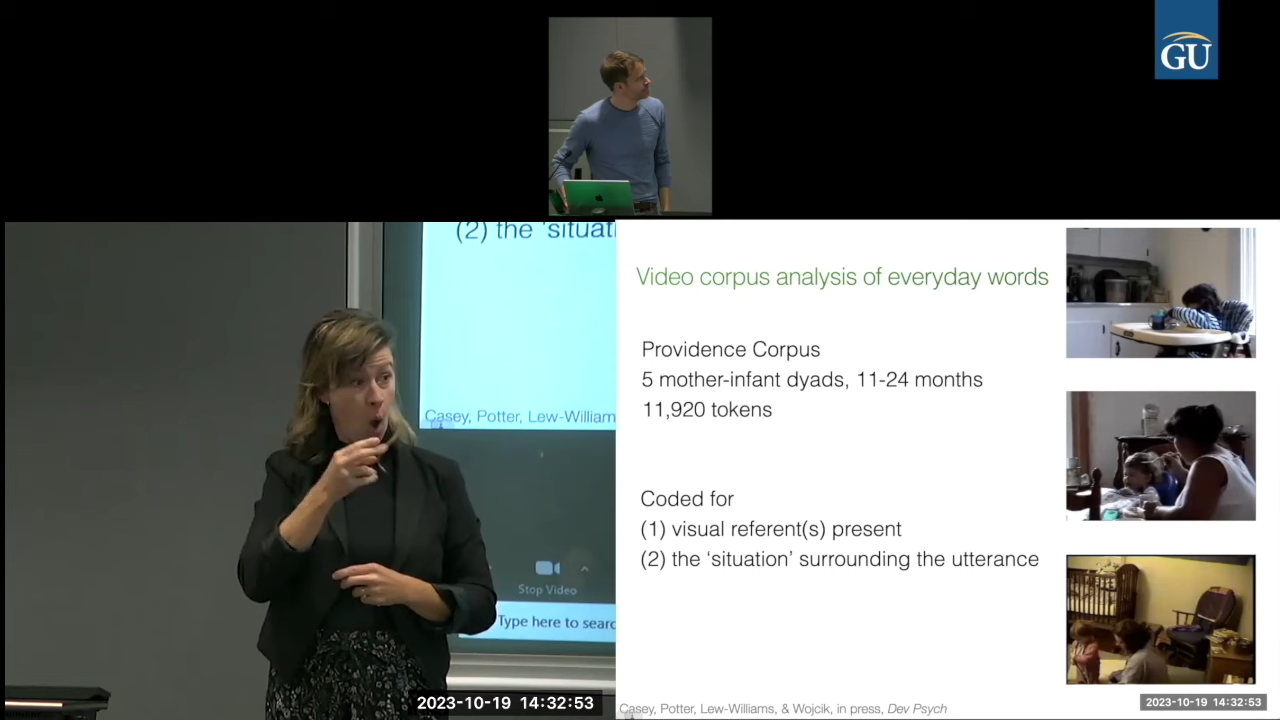 GU
(2) the 'situat
Casey, Potter, Lew-William
Stop Video
Type here to searc
2023-10-19 14:32:53
Video corpus analysis of everyday words
Providence Corpus
5 mother-infant dyads, 11-24 months
11,920 tokens
Coded for
(1) visual referent(s) present
(2) the ‘situation’ surrounding the utterance
Casey, Potter, Lew-Williams, & Wojcik, in press, Dev Psych
2023-10-19 14:32:53